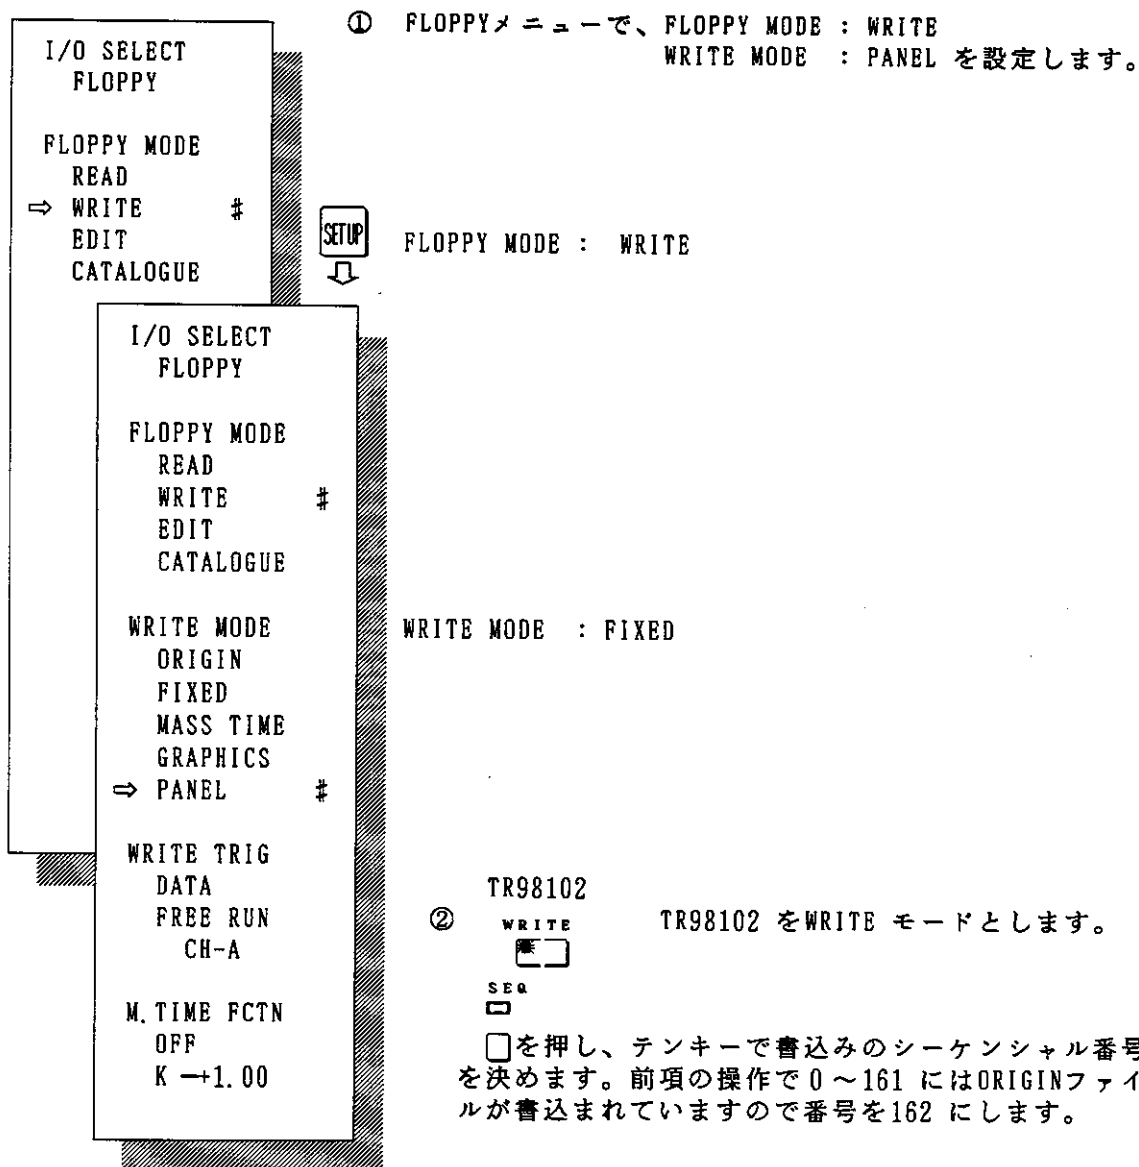 ① FLOPPYメニューで、FLOPPY MODE : WRITE
WRITE MODE : PANEL を設定します。
I/O SELECT
FLOPPY
FLOPPY MODE
READ
⇨ WRITE #
EDIT
CATALOGUE
SETUP
FLOPPY MODE : WRITE
I/O SELECT
FLOPPY
FLOPPY MODE
READ
WRITE #
EDIT
CATALOGUE
WRITE MODE
ORIGIN
FIXED
MASS TIME
GRAPHICS
⇨ PANEL #
WRITE MODE : FIXED
WRITE TRIG
DATA
FREE RUN
CH-A
M.TIME FCTN
OFF
K →+1.00
TR98102
② WRITE TR98102 をWRITE モードとします。
SEQ
□を押し、テンキーで書込みのシーケンシャル番号
を決めます。前項の操作で0～161 にはORIGINファイ
ルが書込まれていますので番号を162 にします。